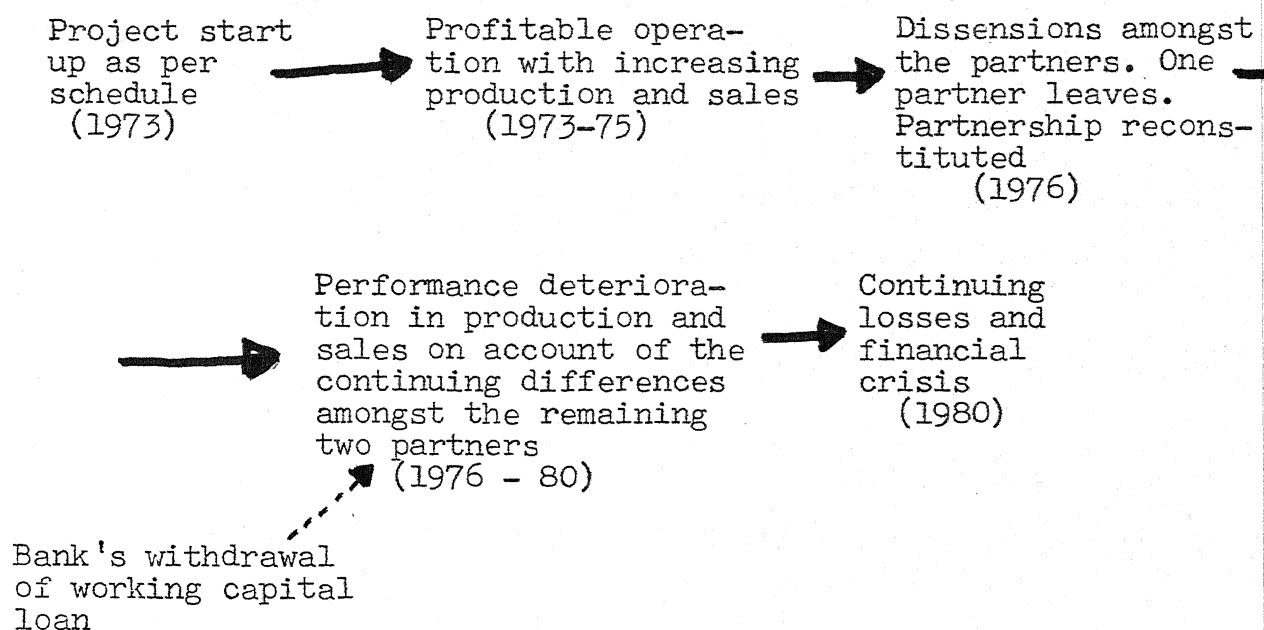 Project start
up as per
schedule
(1973)
Profitable opera-
tion with increasing
production and sales
(1973-75)
Dissensions amongst
the partners. One
partner leaves.
Partnership recons-
tituted
(1976)
Performance deteriora-
tion in production and
sales on account of the
continuing differences
amongst the remaining
two partners
(1976 - 80)
Continuing
losses and
financial
crisis
(1980)
Bank's withdrawal
of working capital
loan